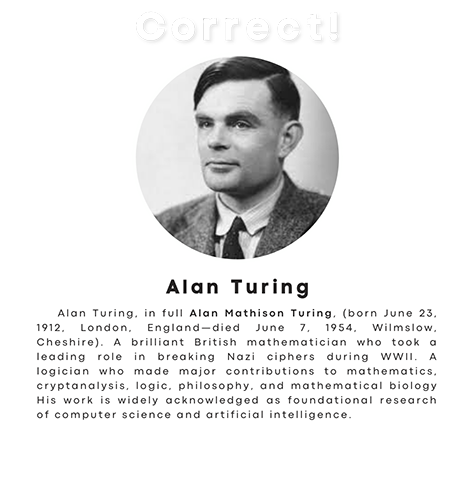 Correct!
Alan Turing
Alan Turing, in full Alan Mathison Turing, (born June 23,
1912, London, England—died June 7, 1954, Wilmslow,
Cheshire). A brilliant British mathematician who took a
leading role in breaking Nazi ciphers during WWII. A
logician who made major contributions to mathematics,
cryptanalysis, logic, philosophy, and mathematical biology
His work is widely acknowledged as foundational research
of computer science and artificial intelligence.